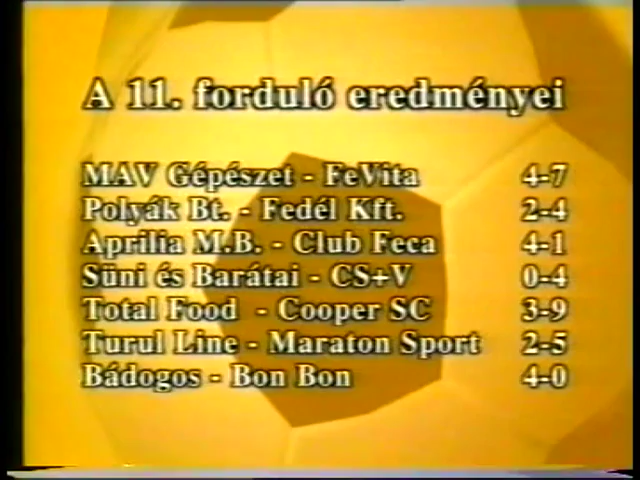 A 11. forduló eredményei
MAV Gépészet - FeVita 4-7
Polyák Bt. - Fedél Kft. 2-4
Aprilia M.B. - Club Feca 4-1
Süni és Barátai - CS+V 0-4
Total Food - Cooper SC 3-9
Turul Line - Maraton Sport 2-5
Bádogos - Bon Bon 4-0